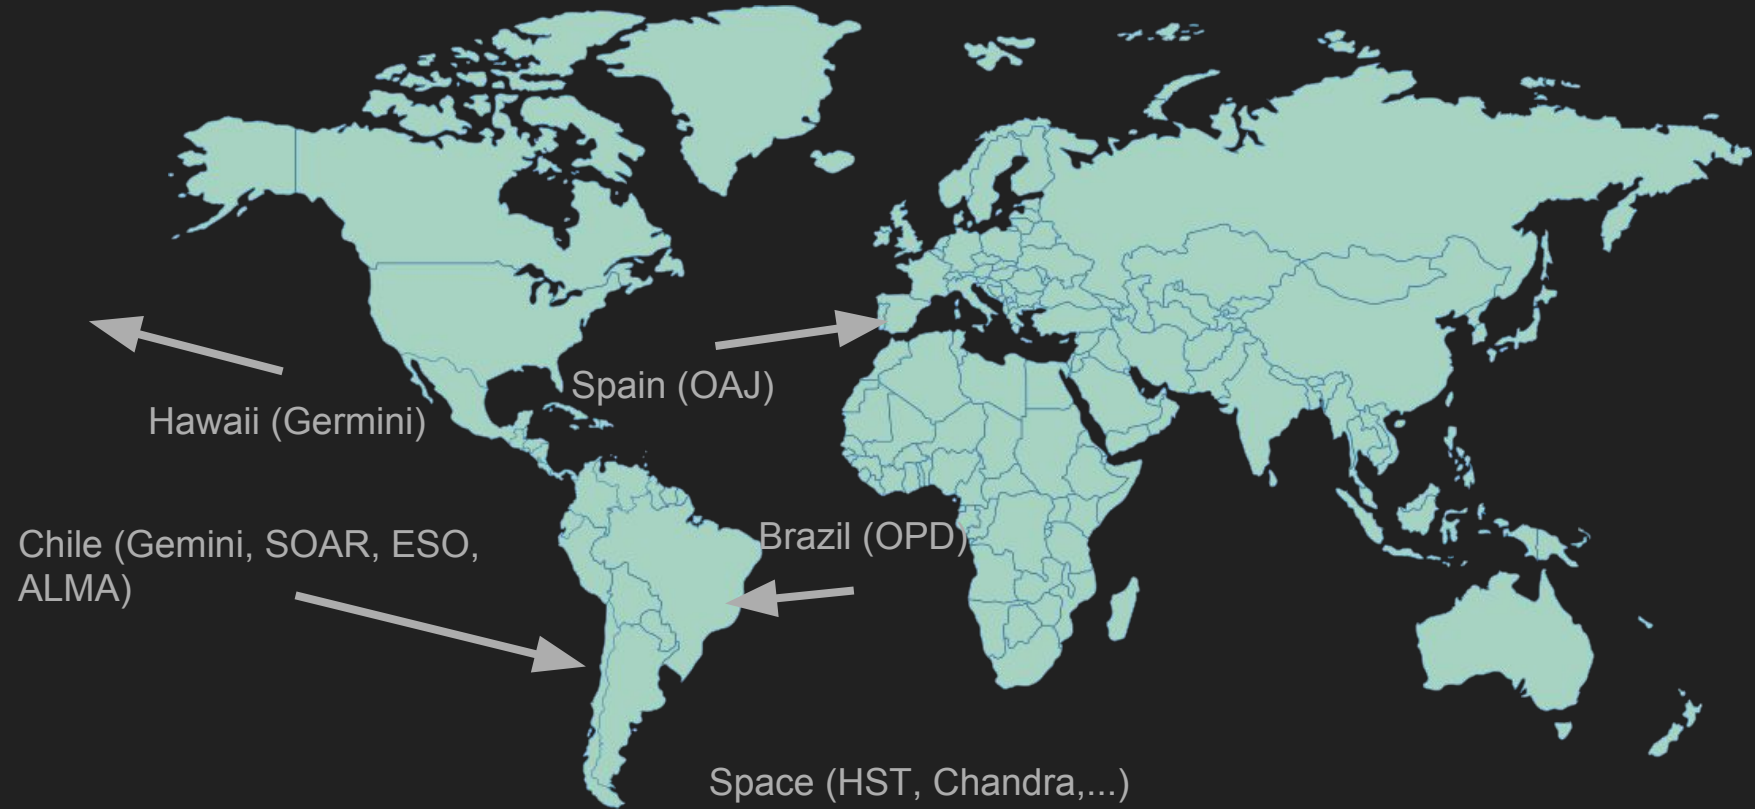 Spain (OAJ)
Hawaii (Germini)
Chile (Gemini, SOAR, ESO,
ALMA)
Brazil (OPD)
Space (HST, Chandra,...)